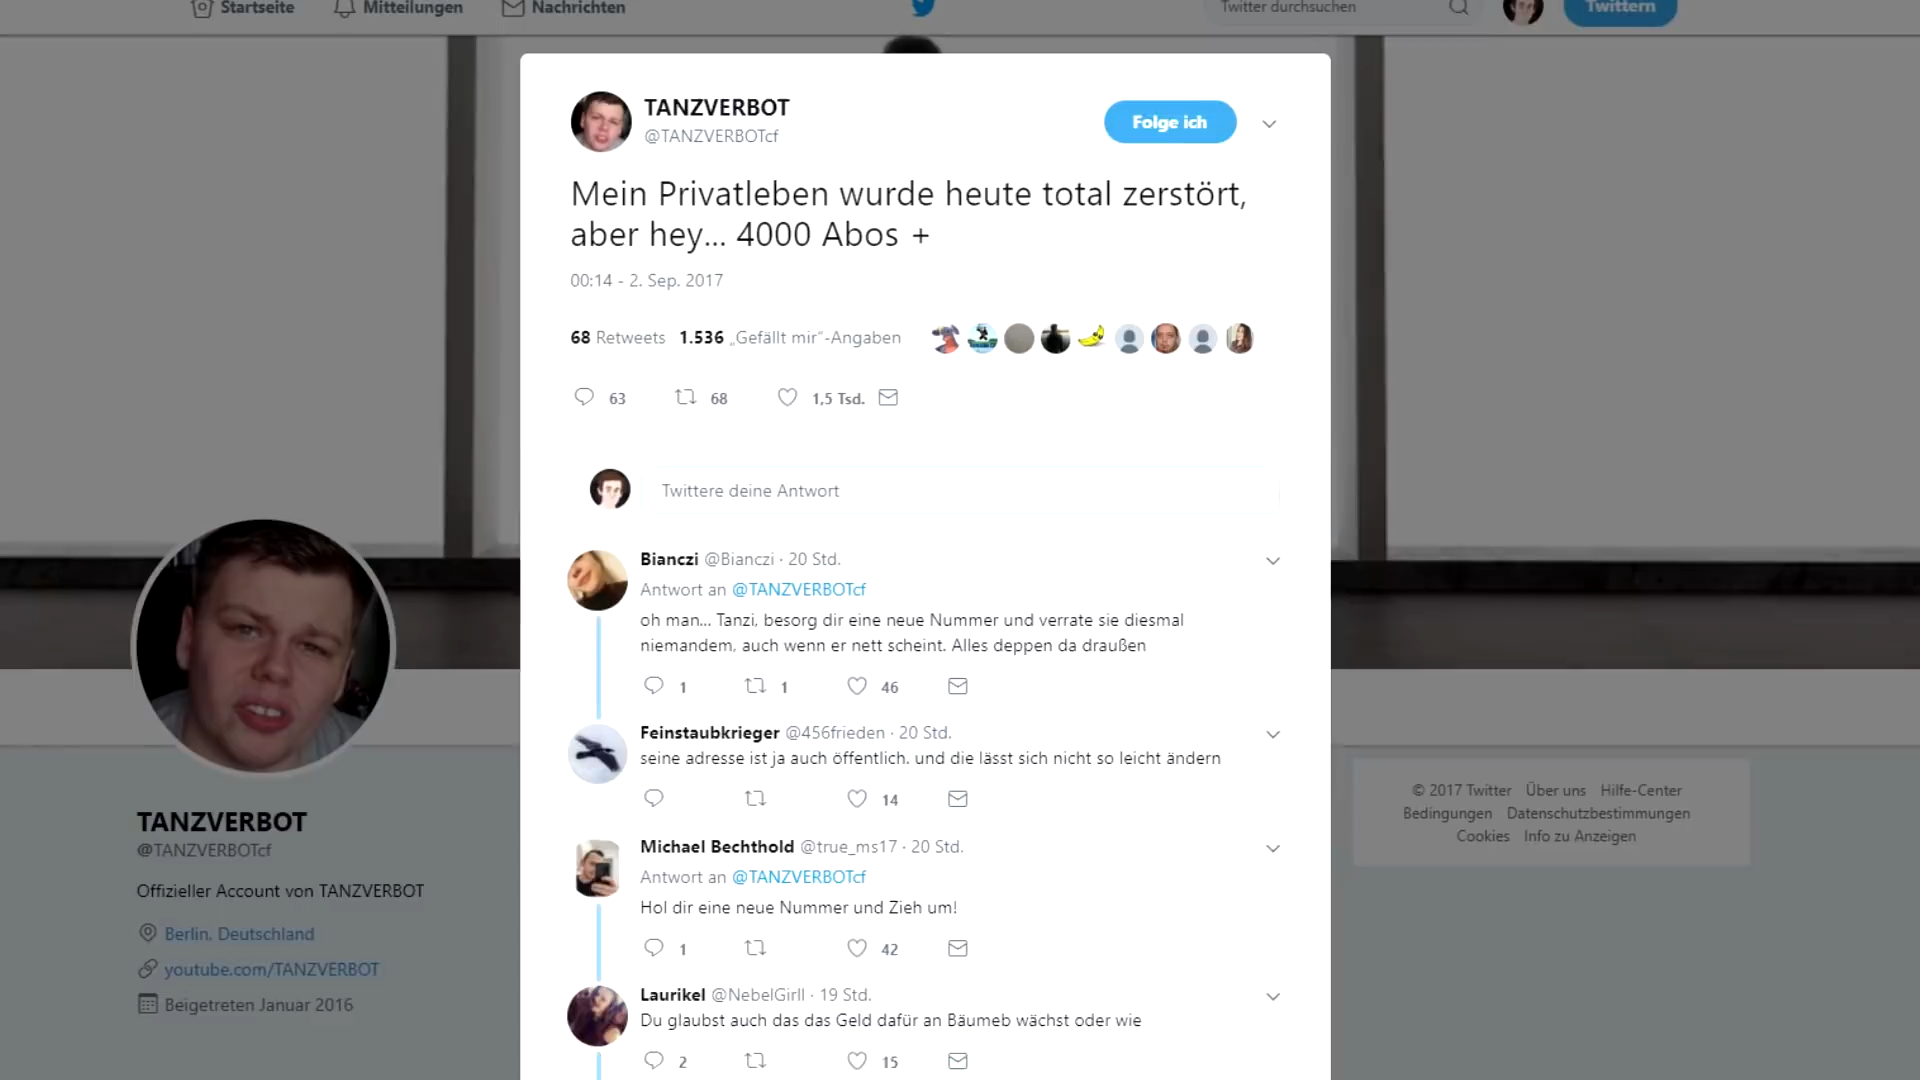 Startseite
Mitteilungen
Nachrichten
Twitter durchsuchen
Twittern
TANZVERBOT
@TANZVERBOTcf
Folge ich
Mein Privatleben wurde heute total zerstört,
aber hey... 4000 Abos +
00:14 - 2. Sep. 2017
68 Retweets 1.536 „Gefällt mir“-Angaben
63 68 1,5 Tsd.
Twittere deine Antwort
Bianczi @Bianczi · 20 Std.
Antwort an @TANZVERBOTcf
oh man... Tanzi, besorg dir eine neue Nummer und verrate sie diesmal
niemandem, auch wenn er nett scheint. Alles deppen da draußen
1 1 46
Feinstaubkrieger @456frieden · 20 Std.
seine adresse ist ja auch öffentlich. und die lässt sich nicht so leicht ändern
14
Michael Bechthold @true_ms17 · 20 Std.
Antwort an @TANZVERBOTcf
Hol dir eine neue Nummer und Zieh um!
1 42
Laurikel @NebelGirll · 19 Std.
Du glaubst auch das das Geld dafür an Bäumeb wächst oder wie
2 15
TANZVERBOT
@TANZVERBOTcf
Offizieller Account von TANZVERBOT
Berlin, Deutschland
youtube.com/TANZVERBOT
Beigetreten Januar 2016
© 2017 Twitter Über uns Hilfe-Center
Bedingungen Datenschutzbestimmungen
Cookies Info zu Anzeigen